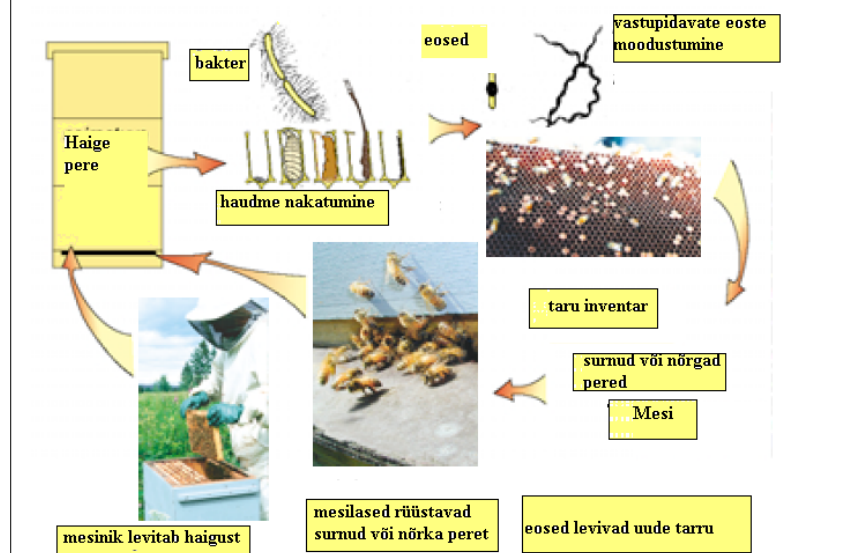 vastupidavate eoste
moodustumine
eosed
bakter
Haige
pere
haudme nakatumine
taru inventar
surnud või nõrgad
pered
Mesi
mesilased rüüstavad
surnud või nõrka peret
eosed levivad uude tarru
mesinik levitab haigust